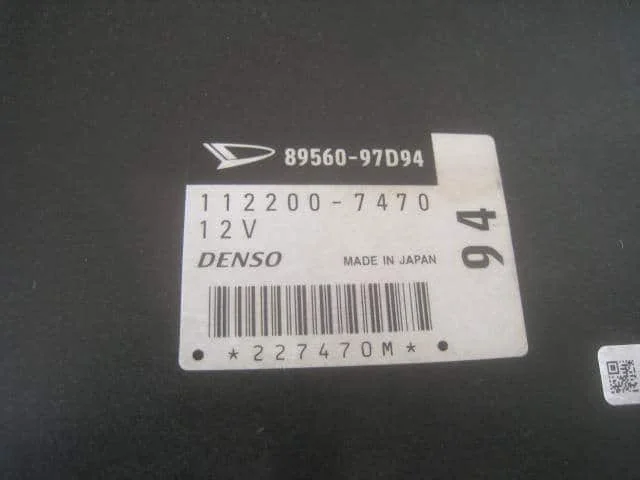 89560-97D94
112200-7470
12V
DENSO MADE IN JAPAN
*227470M*
94